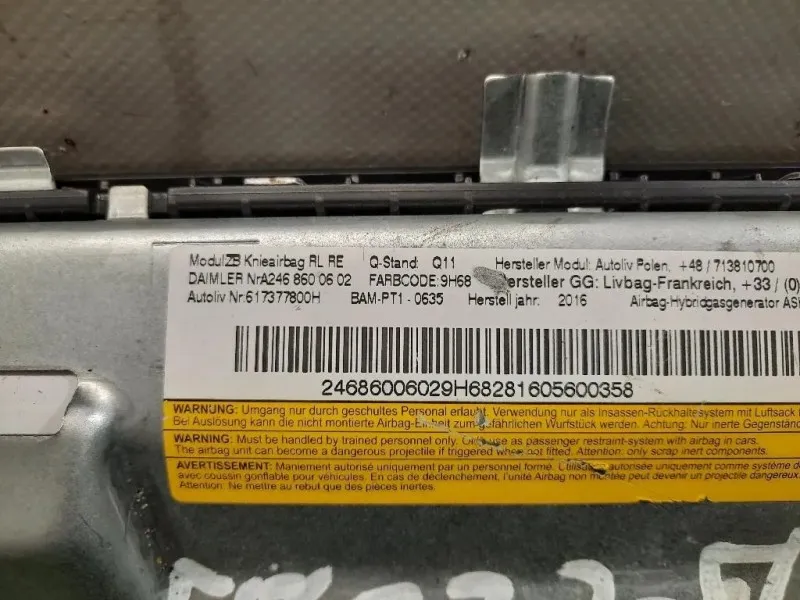 Modul:ZB Knieairbag RL RE Q-Stand: Q11 Hersteller Modul: Autoliv Polen, +48 / 713810700
DAIMLER Nr:A246 860 06 02 FARBCODE:9H68 Hersteller GG: Livbag-Frankreich, +33 / (0)
Autoliv Nr:617377800H BAM-PT1 - 0635 Herstelljahr: 2016 Airbag-Hybridgasgenerator
24686006029H68281605600358
WARNUNG: Umgang nur durch geschultes Personal erlaubt. Verwendung nur als Insassen-Rückhaltesystem mit Luftsack
Bei Auslösung kann die nicht montierte Airbag-Einheit zum gefährlichen Wurfstück werden. Achtung: Nur inerte Gegenstände
WARNING: Must be handled by trained personnel only. Only use as passenger restraint-system with airbag in cars.
The airbag unit can become a dangerous projectile if triggered when not fitted. Attention: only scrap inert components.
AVERTISSEMENT: Maniement autorisé uniquement par un personnel formé. Utilisation autorisée uniquement comme système de
avec coussin gonflable pour véhicules. En cas de déclenchement, l'unité Airbag non montée peut devenir un projectile dangereux.
Attention: Ne mettre au rebut que des pièces inertes.